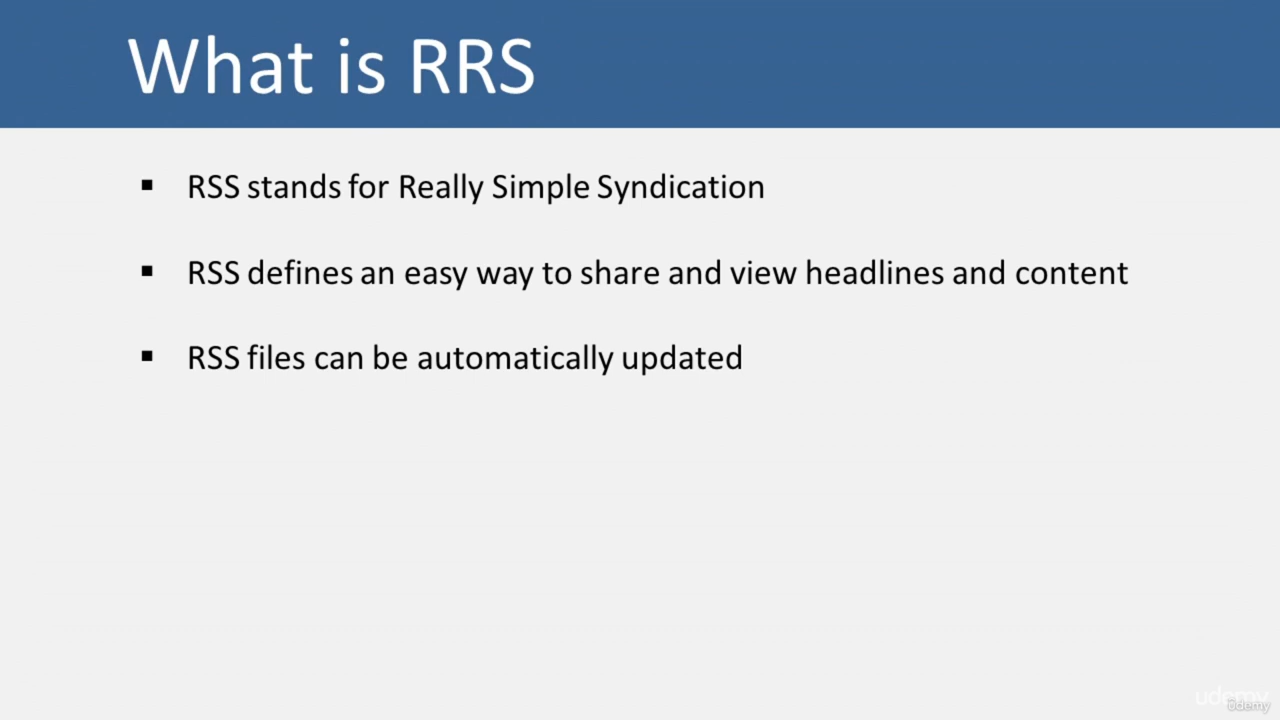 What is RRS
▪ RSS stands for Really Simple Syndication
▪ RSS defines an easy way to share and view headlines and content
▪ RSS files can be automatically updated
udemy
Udemy